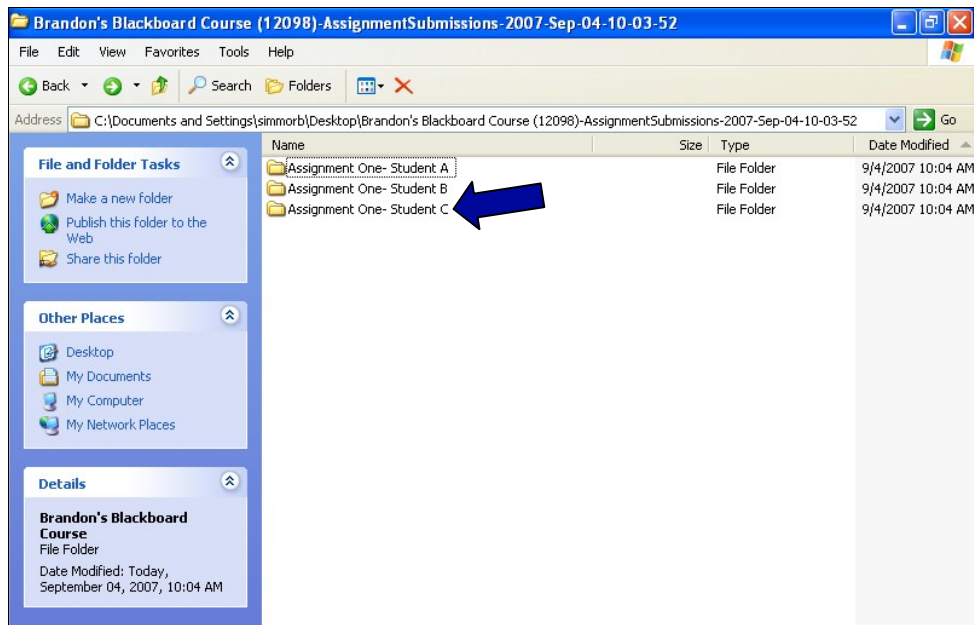 Brandon's Blackboard Course (12098)-AssignmentSubmissions-2007-Sep-04-10-03-52
File Edit View Favorites Tools Help
Back Search Folders
Address C:\Documents and Settings\simmorb\Desktop\Brandon's Blackboard Course (12098)-AssignmentSubmissions-2007-Sep-04-10-03-52 Go
Name Size Type Date Modified
Assignment One- Student A File Folder 9/4/2007 10:04 AM
Assignment One- Student B File Folder 9/4/2007 10:04 AM
Assignment One- Student C File Folder 9/4/2007 10:04 AM
File and Folder Tasks
Make a new folder
Publish this folder to the
Web
Share this folder
Other Places
Desktop
My Documents
My Computer
My Network Places
Details
Brandon's Blackboard
Course
File Folder
Date Modified: Today,
September 04, 2007, 10:04 AM